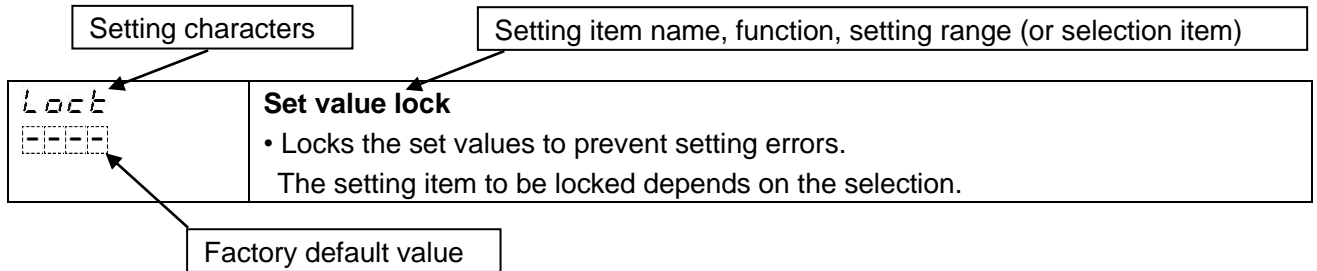 Setting characters
Setting item name, function, setting range (or selection item)
Lock
Set value lock
----
• Locks the set values to prevent setting errors.
The setting item to be locked depends on the selection.
Factory default value